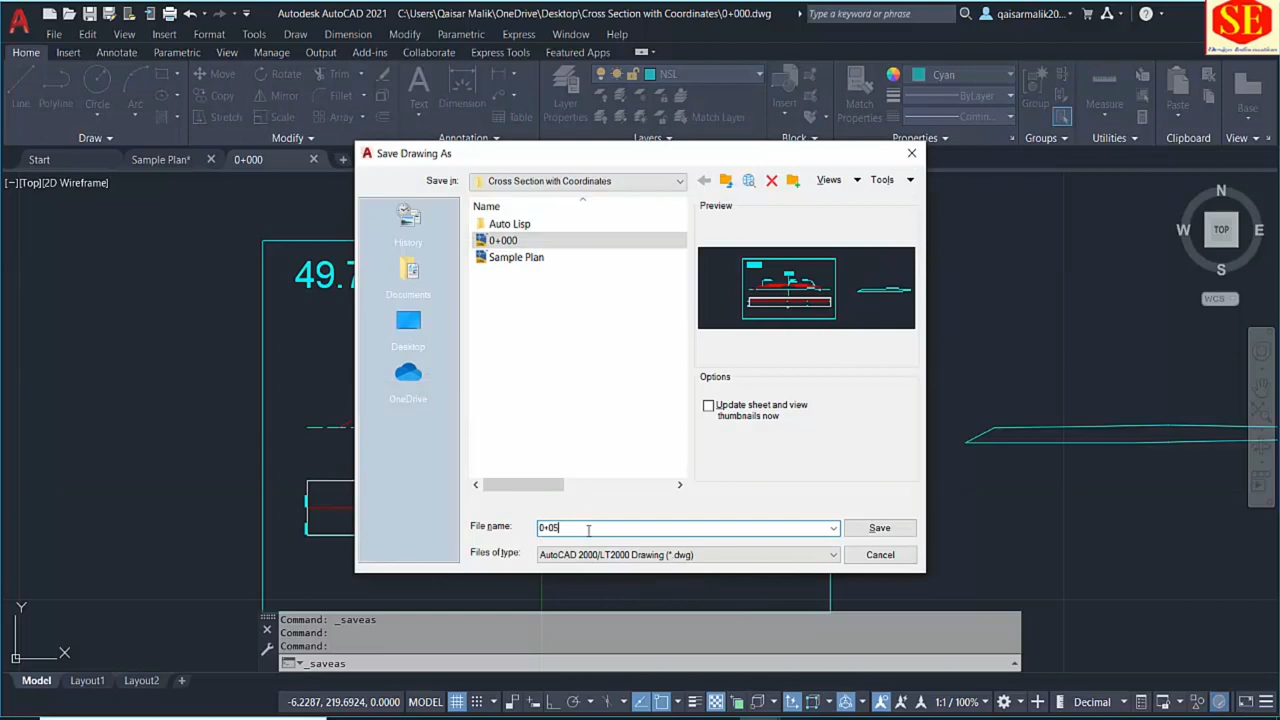 Autodesk AutoCAD 2021 C:\Users\Qaisar Malik\OneDrive\Desktop\Cross Section with Coordinates\0+000.dwg Type a keyword or phrase qaisarmalik20... SE
File Edit View Insert Format Tools Draw Dimension Modify Parametric Express Window Help
Home Insert Annotate Parametric View Manage Output Add-ins Collaborate Express Tools Featured Apps
Line Polyline Circle Arc Move Rotate Trim Text Dimension Layer Properties NSL Insert Match Properties Cyan Group Measure Paste Base
Copy Mirror Fillet Table ByLayer
Stretch Scale Array Match Layer Contin...
Draw Modify Annotation Layers Block Properties Groups Utilities Clipboard View
Start Sample Plan* 0+000
[−][Top][2D Wireframe]
49.7
N
W TOP E
S
WCS
Save Drawing As
Save in: Cross Section with Coordinates Views Tools
History
Documents
Desktop
OneDrive
Name
Auto Lisp
0+000
Sample Plan
Preview
Options
Update sheet and view
thumbnails now
File name: 0+05 Save
Files of type: AutoCAD 2000/LT2000 Drawing (*.dwg) Cancel
Y
X
Command: _saveas
Command:
Command:
_saveas
Model Layout1 Layout2
-6.2287, 219.6924, 0.0000 MODEL 1:1 / 100% Decimal